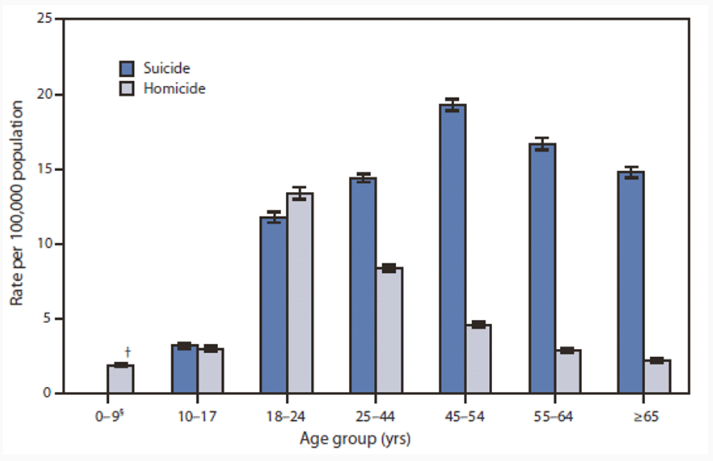 25
20
15
10
5
0
Rate per 100,000 population
Suicide
Homicide
†
0–9§ 10–17 18–24 25–44 45–54 55–64 ≥65
Age group (yrs)